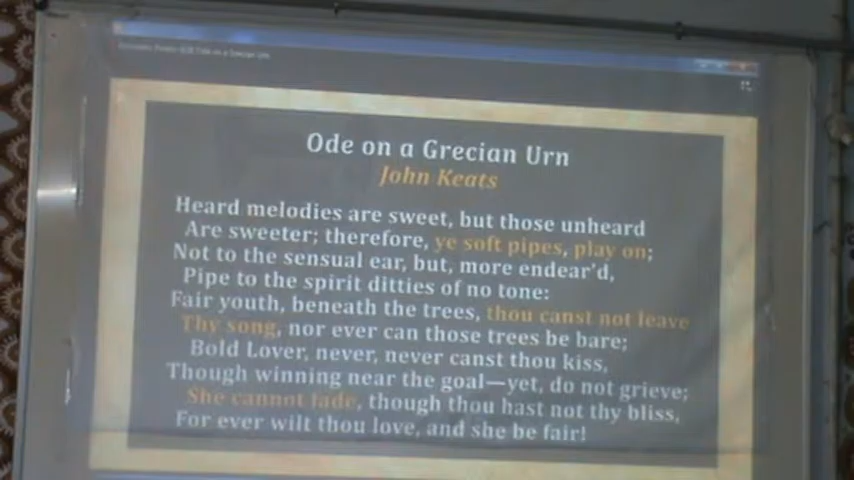 Ode on a Grecian Urn
John Keats
Heard melodies are sweet, but those unheard
Are sweeter; therefore, ye soft pipes, play on;
Not to the sensual ear, but, more endear'd,
Pipe to the spirit ditties of no tone:
Fair youth, beneath the trees, thou canst not leave
Thy song, nor ever can those trees be bare;
Bold Lover, never, never canst thou kiss,
Though winning near the goal—yet, do not grieve;
She cannot fade, though thou hast not thy bliss,
For ever wilt thou love, and she be fair!